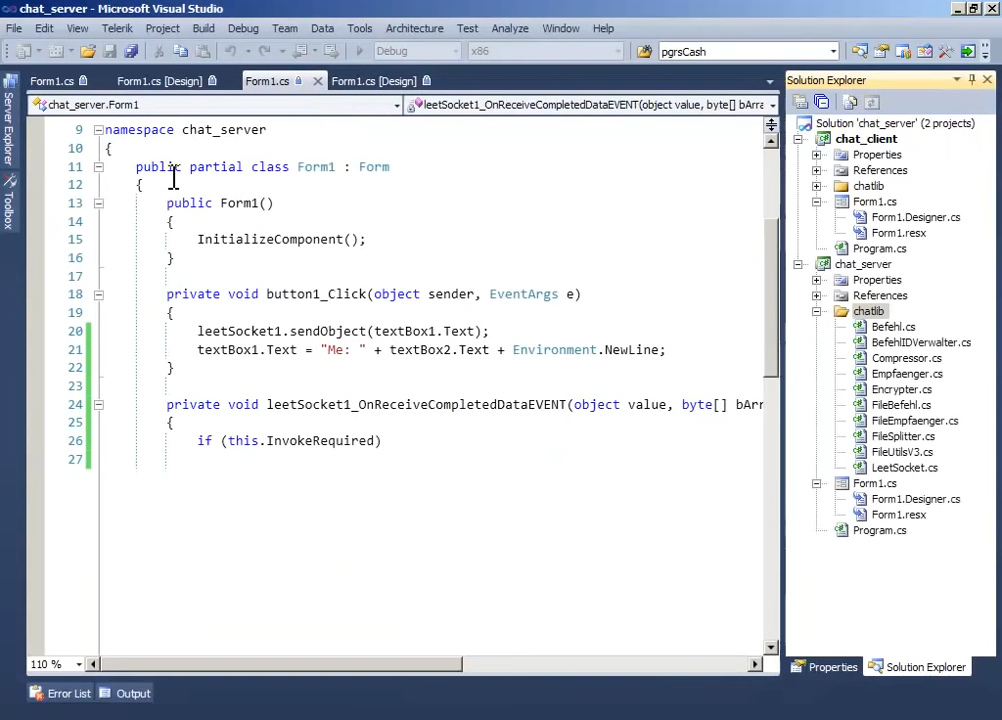 chat_server - Microsoft Visual Studio
File Edit View Telerik Project Build Debug Team Data Tools Architecture Test Analyze Window Help
Debug x86 pgrsCash
Form1.cs Form1.cs [Design] Form1.cs Form1.cs [Design]
chat_server.Form1 leetSocket1_OnReceiveCompletedDataEVENT(object value, byte[] bArra
9 namespace chat_server
10 {
11 public partial class Form1 : Form
12 {
13 public Form1()
14 {
15 InitializeComponent();
16 }
17
18 private void button1_Click(object sender, EventArgs e)
19 {
20 leetSocket1.sendObject(textBox1.Text);
21 textBox1.Text = "Me: " + textBox2.Text + Environment.NewLine;
22 }
23
24 private void leetSocket1_OnReceiveCompletedDataEVENT(object value, byte[] bArr
25 {
26 if (this.InvokeRequired)
27
110 %
Error List Output
Server Explorer
Toolbox
Solution Explorer
Solution 'chat_server' (2 projects)
chat_client
Properties
References
chatlib
Form1.cs
Form1.Designer.cs
Form1.resx
Program.cs
chat_server
Properties
References
chatlib
Befehl.cs
BefehlIDVerwalter.cs
Compressor.cs
Empfaenger.cs
Encrypter.cs
FileBefehl.cs
FileEmpfaenger.cs
FileSplitter.cs
FileUtilsV3.cs
LeetSocket.cs
Form1.cs
Form1.Designer.cs
Form1.resx
Program.cs
Properties Solution Explorer